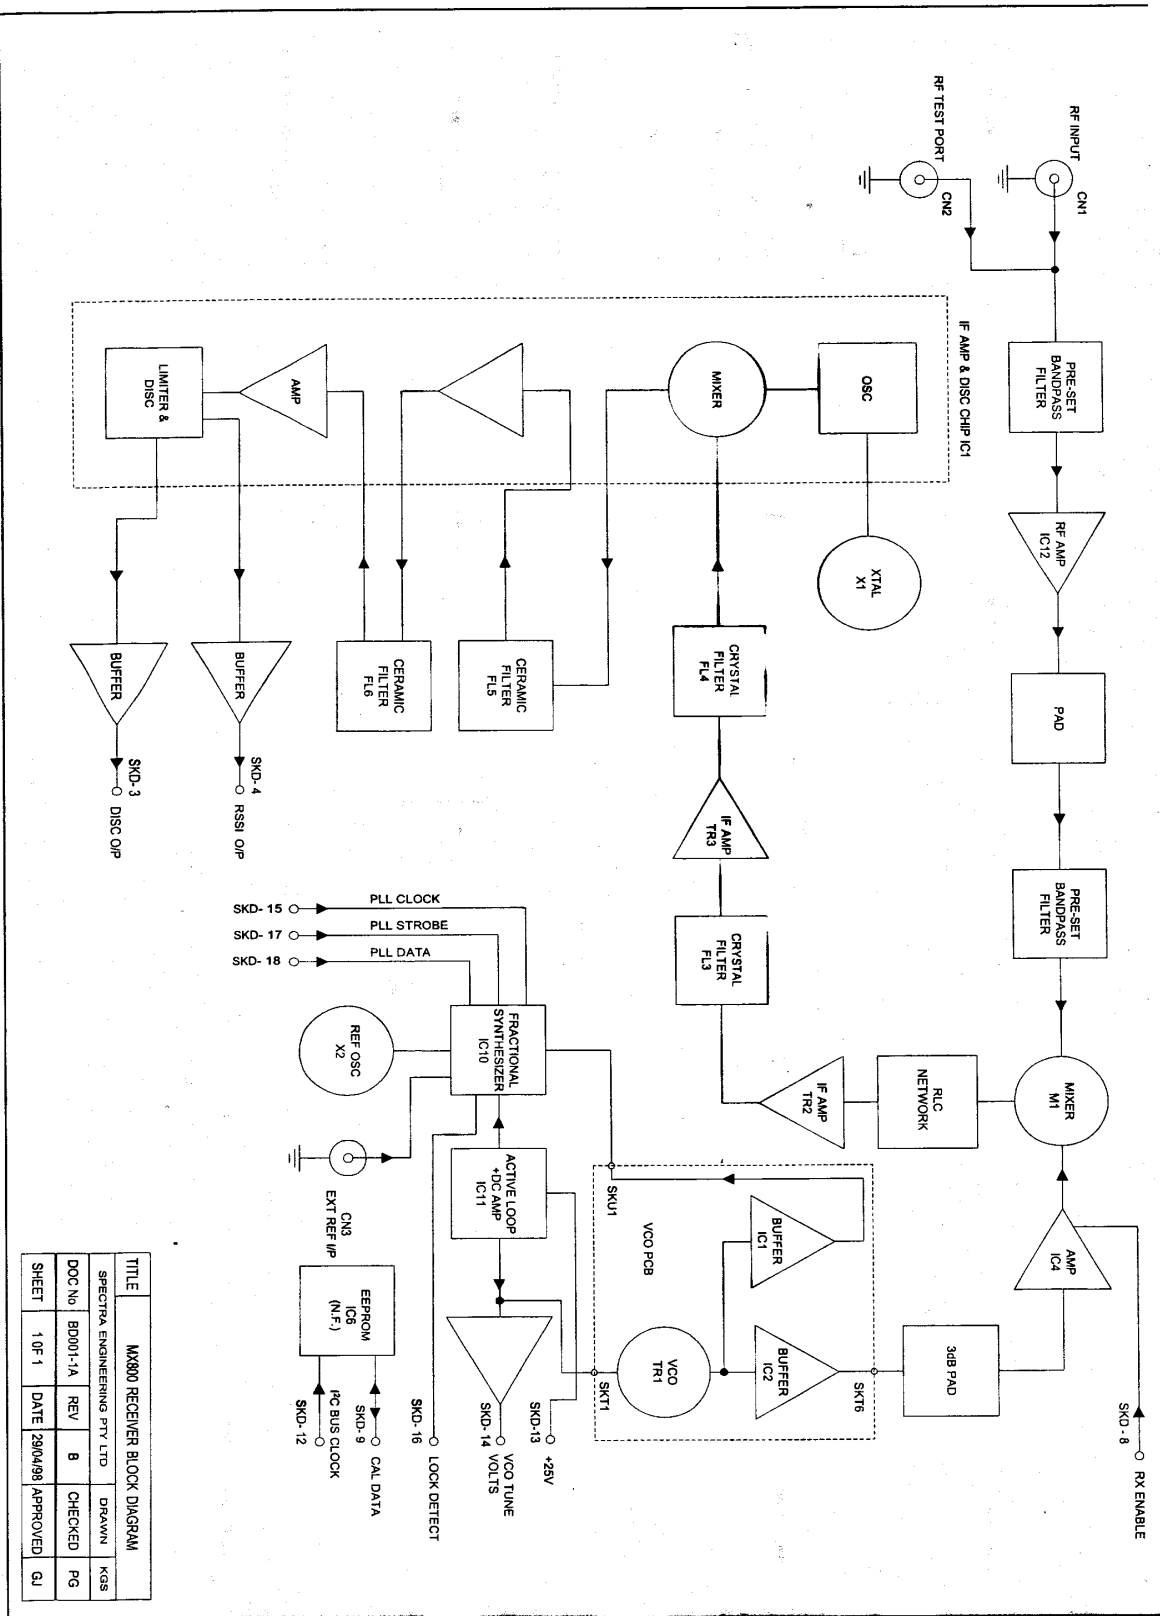 RF INPUT
CN1
RF TEST PORT
CN2
PRE-SET
BANDPASS
FILTER
RF AMP
IC12
PAD
PRE-SET
BANDPASS
FILTER
MIXER
M1
AMP
IC4
SKD - 8
RX ENABLE
3dB PAD
RLC
NETWORK
IF AMP
TR2
CRYSTAL
FILTER
FL3
IF AMP
TR3
CRYSTAL
FILTER
FL4
XTAL
X1
IF AMP & DISC CHIP IC1
OSC
MIXER
AMP
LIMITER &
DISC
CERAMIC
FILTER
FL5
CERAMIC
FILTER
FL6
BUFFER
SKD- 4
RSSI O/P
BUFFER
SKD- 3
DISC O/P
VCO PCB
SKU1
BUFFER
IC1
BUFFER
IC2
SKT6
VCO
TR1
SKT1
SKD- 15
PLL CLOCK
SKD- 17
PLL STROBE
SKD- 18
PLL DATA
FRACTIONAL
SYNTHESIZER
IC10
REF OSC
X2
CN3
EXT REF I/P
ACTIVE LOOP
+DC AMP
IC11
SKD-13
+25V
SKD- 14
VCO TUNE
VOLTS
SKD- 16
LOCK DETECT
EEPROM
IC6
(N.F.)
SKD- 9
CAL DATA
SKD- 12
I²C BUS CLOCK
TITLE MX800 RECEIVER BLOCK DIAGRAM
SPECTRA ENGINEERING PTY LTD DRAWN KGS
DOC No BD001-1A REV B CHECKED PG
SHEET 1 OF 1 DATE 29/04/98 APPROVED GJ